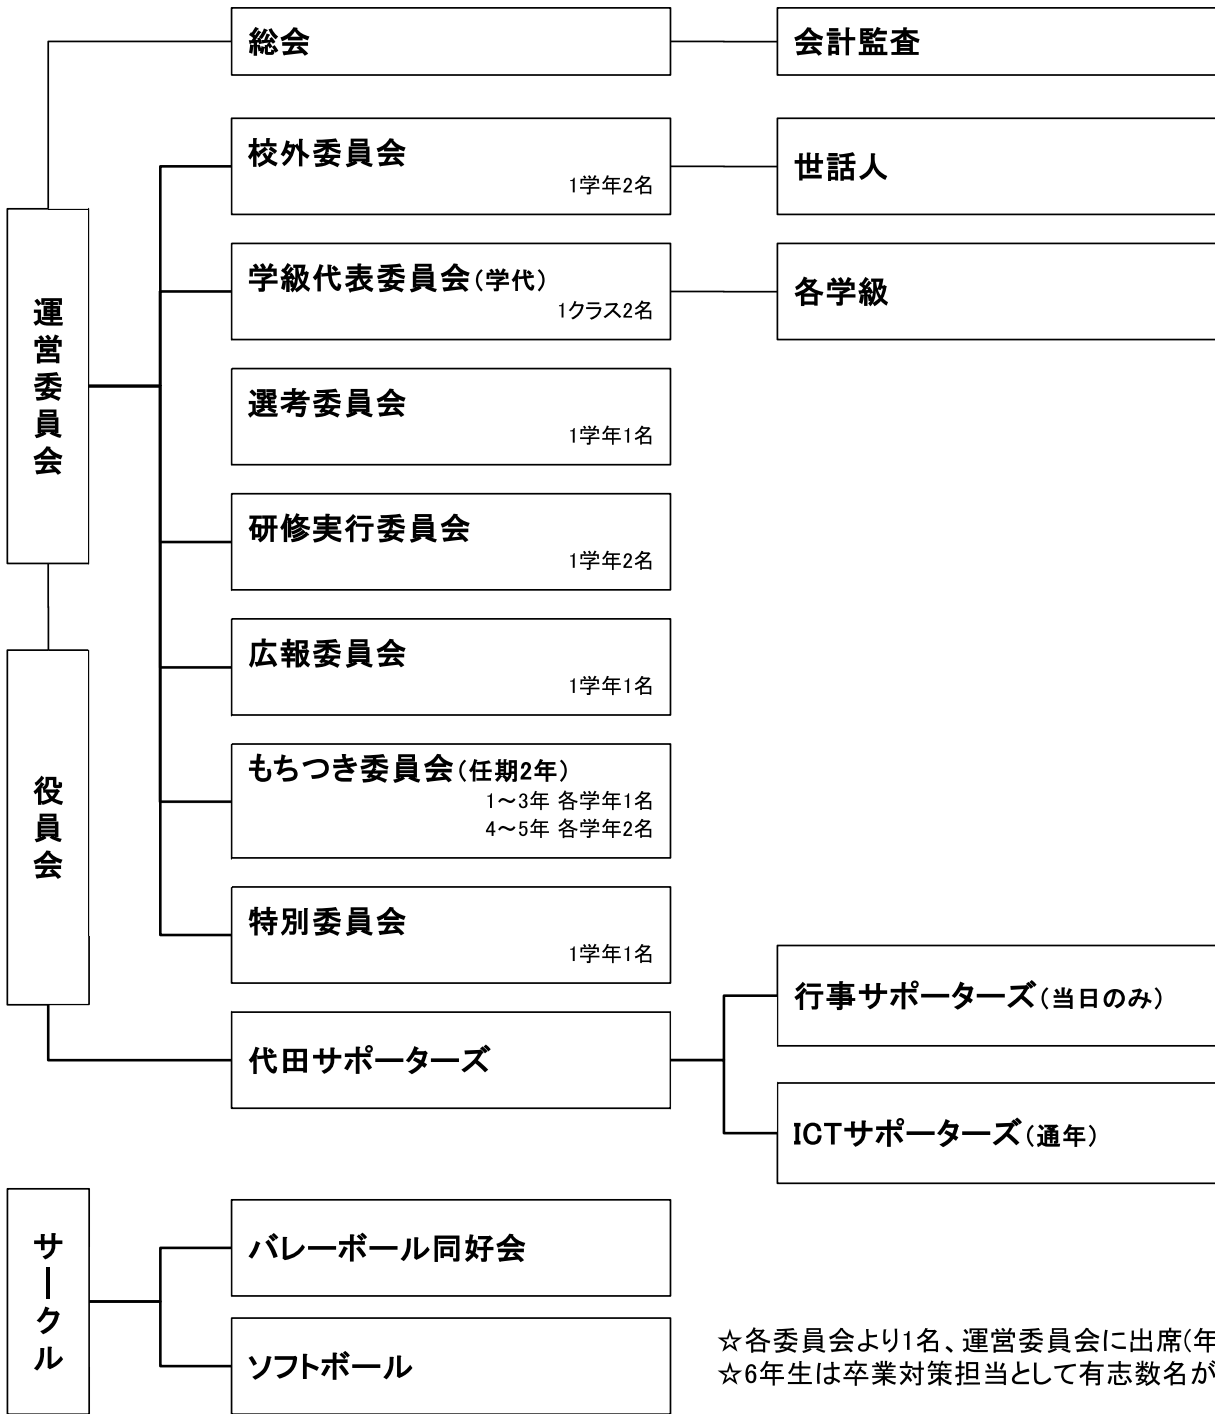 総会
会計監査
校外委員会
1学年2名
世話人
学級代表委員会（学代）
1クラス2名
各学級
運営委員会
選考委員会
1学年1名
研修実行委員会
1学年2名
広報委員会
1学年1名
役員会
もちつき委員会（任期2年）
1～3年 各学年1名
4～5年 各学年2名
特別委員会
1学年1名
代田サポーターズ
行事サポーターズ（当日のみ）
ICTサポーターズ（通年）
サークル
バレーボール同好会
ソフトボール
☆各委員会より1名、運営委員会に出席(年
☆6年生は卒業対策担当として有志数名が